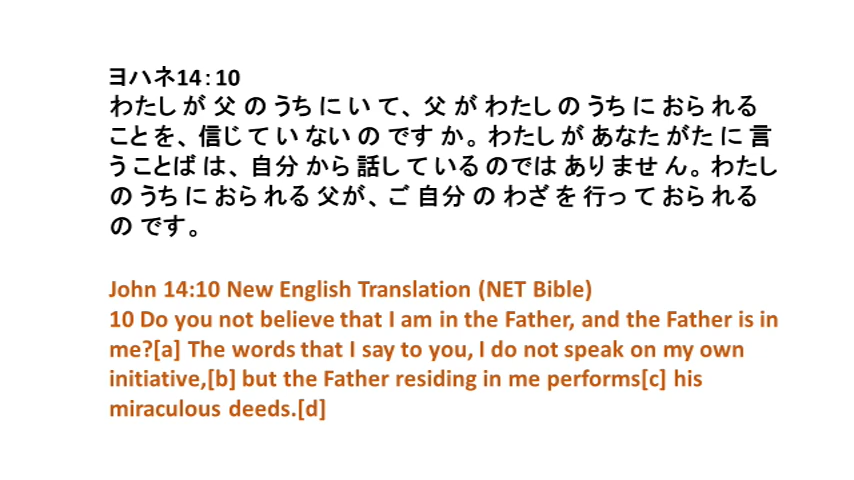 ヨハネ14：10
わたし が 父 の うち に い て、 父 が わたし の うち に おら れる
こと を、 信じ て い ない の です か。 わたし が あなた がた に 言
う ことば は、 自分 から 話し て いる の では あり ませ ん。 わたし
の うち に おら れる 父が、 ご 自分 の わざ を 行っ て おら れる
の です。
John 14:10 New English Translation (NET Bible)
10 Do you not believe that I am in the Father, and the Father is in
me?[a] The words that I say to you, I do not speak on my own
initiative,[b] but the Father residing in me performs[c] his
miraculous deeds.[d]